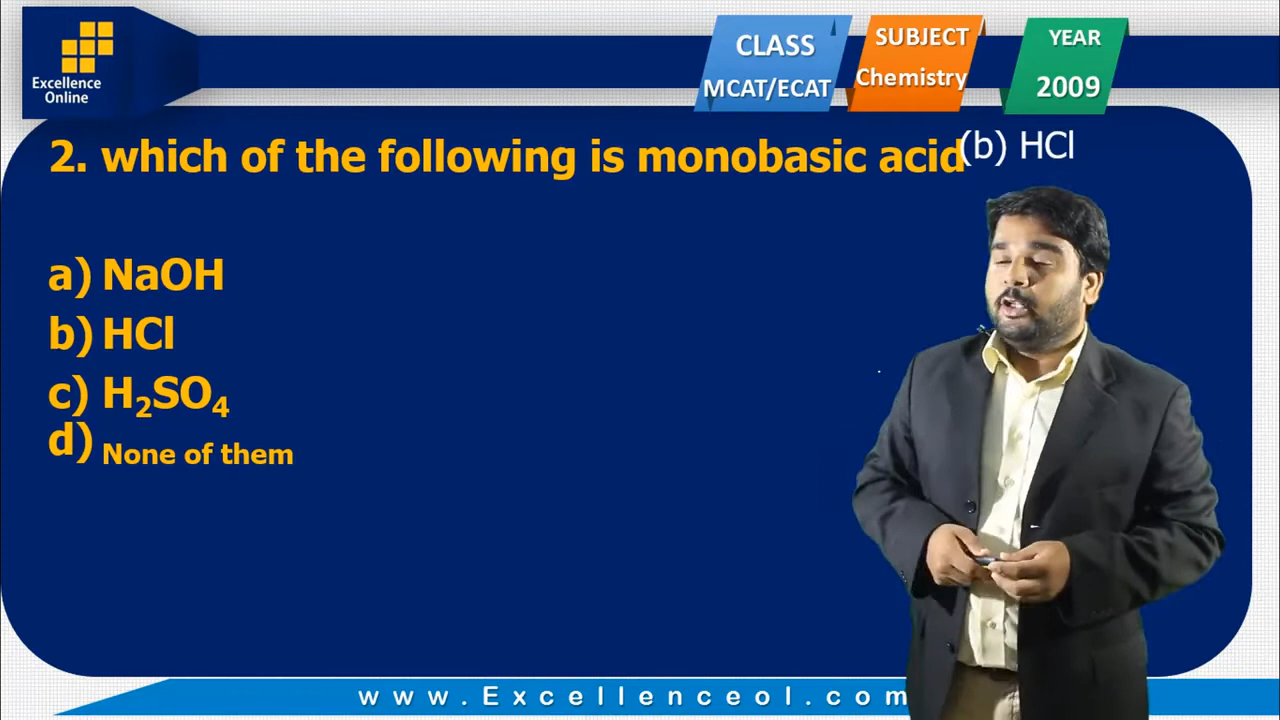 Excellence
Online
CLASS
MCAT/ECAT
SUBJECT
Chemistry
YEAR
2009
2. which of the following is monobasic acid
(b) HCl
a) NaOH
b) HCl
c) H₂SO₄
d) None of them
www.Excellenceol.com